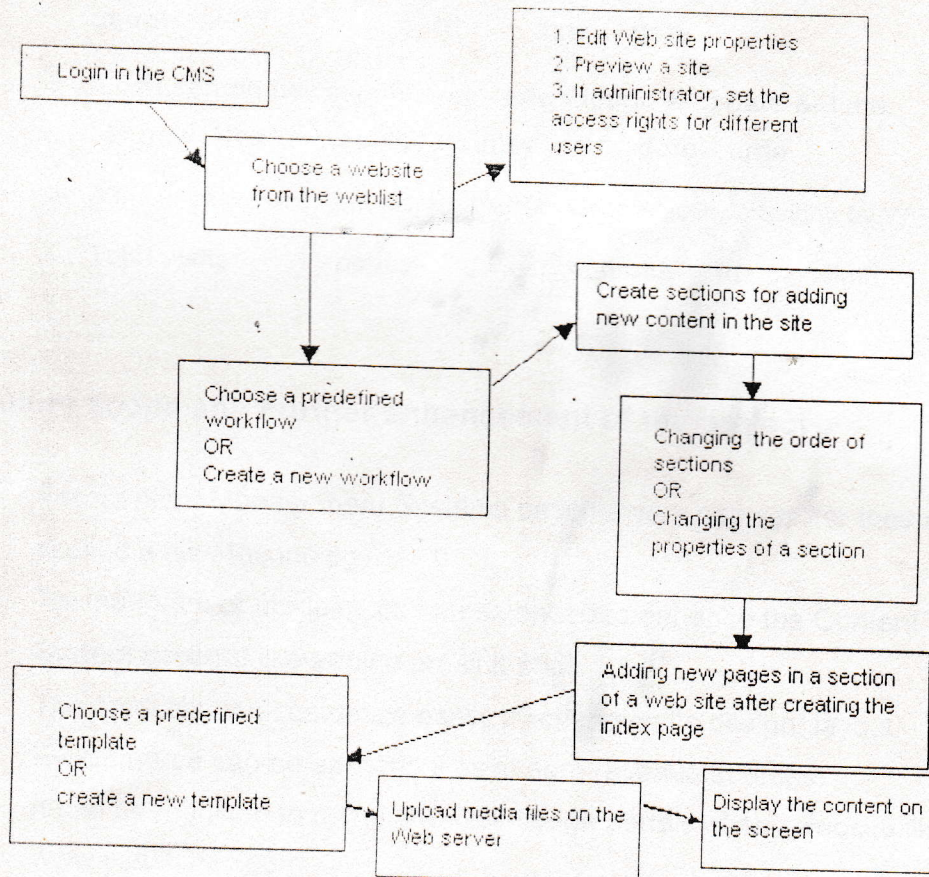 Login in the CMS
1. Edit Web site properties
2. Preview a site
3. If administrator, set the
access rights for different
users
Choose a website
from the weblist
Create sections for adding
new content in the site
Choose a predefined
workflow
OR
Create a new workflow
Changing the order of
sections
OR
Changing the
properties of a section
Adding new pages in a section
of a web site after creating the
index page
Choose a predefined
template
OR
create a new template
Upload media files on the
Web server
Display the content on
the screen